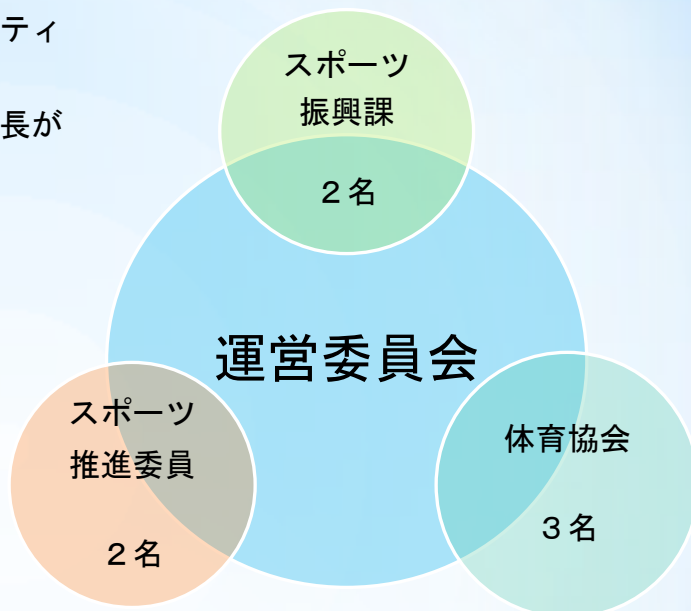 ティ
長が
スポーツ
振興課
２名
運営委員会
スポーツ
推進委員
２名
体育協会
３名